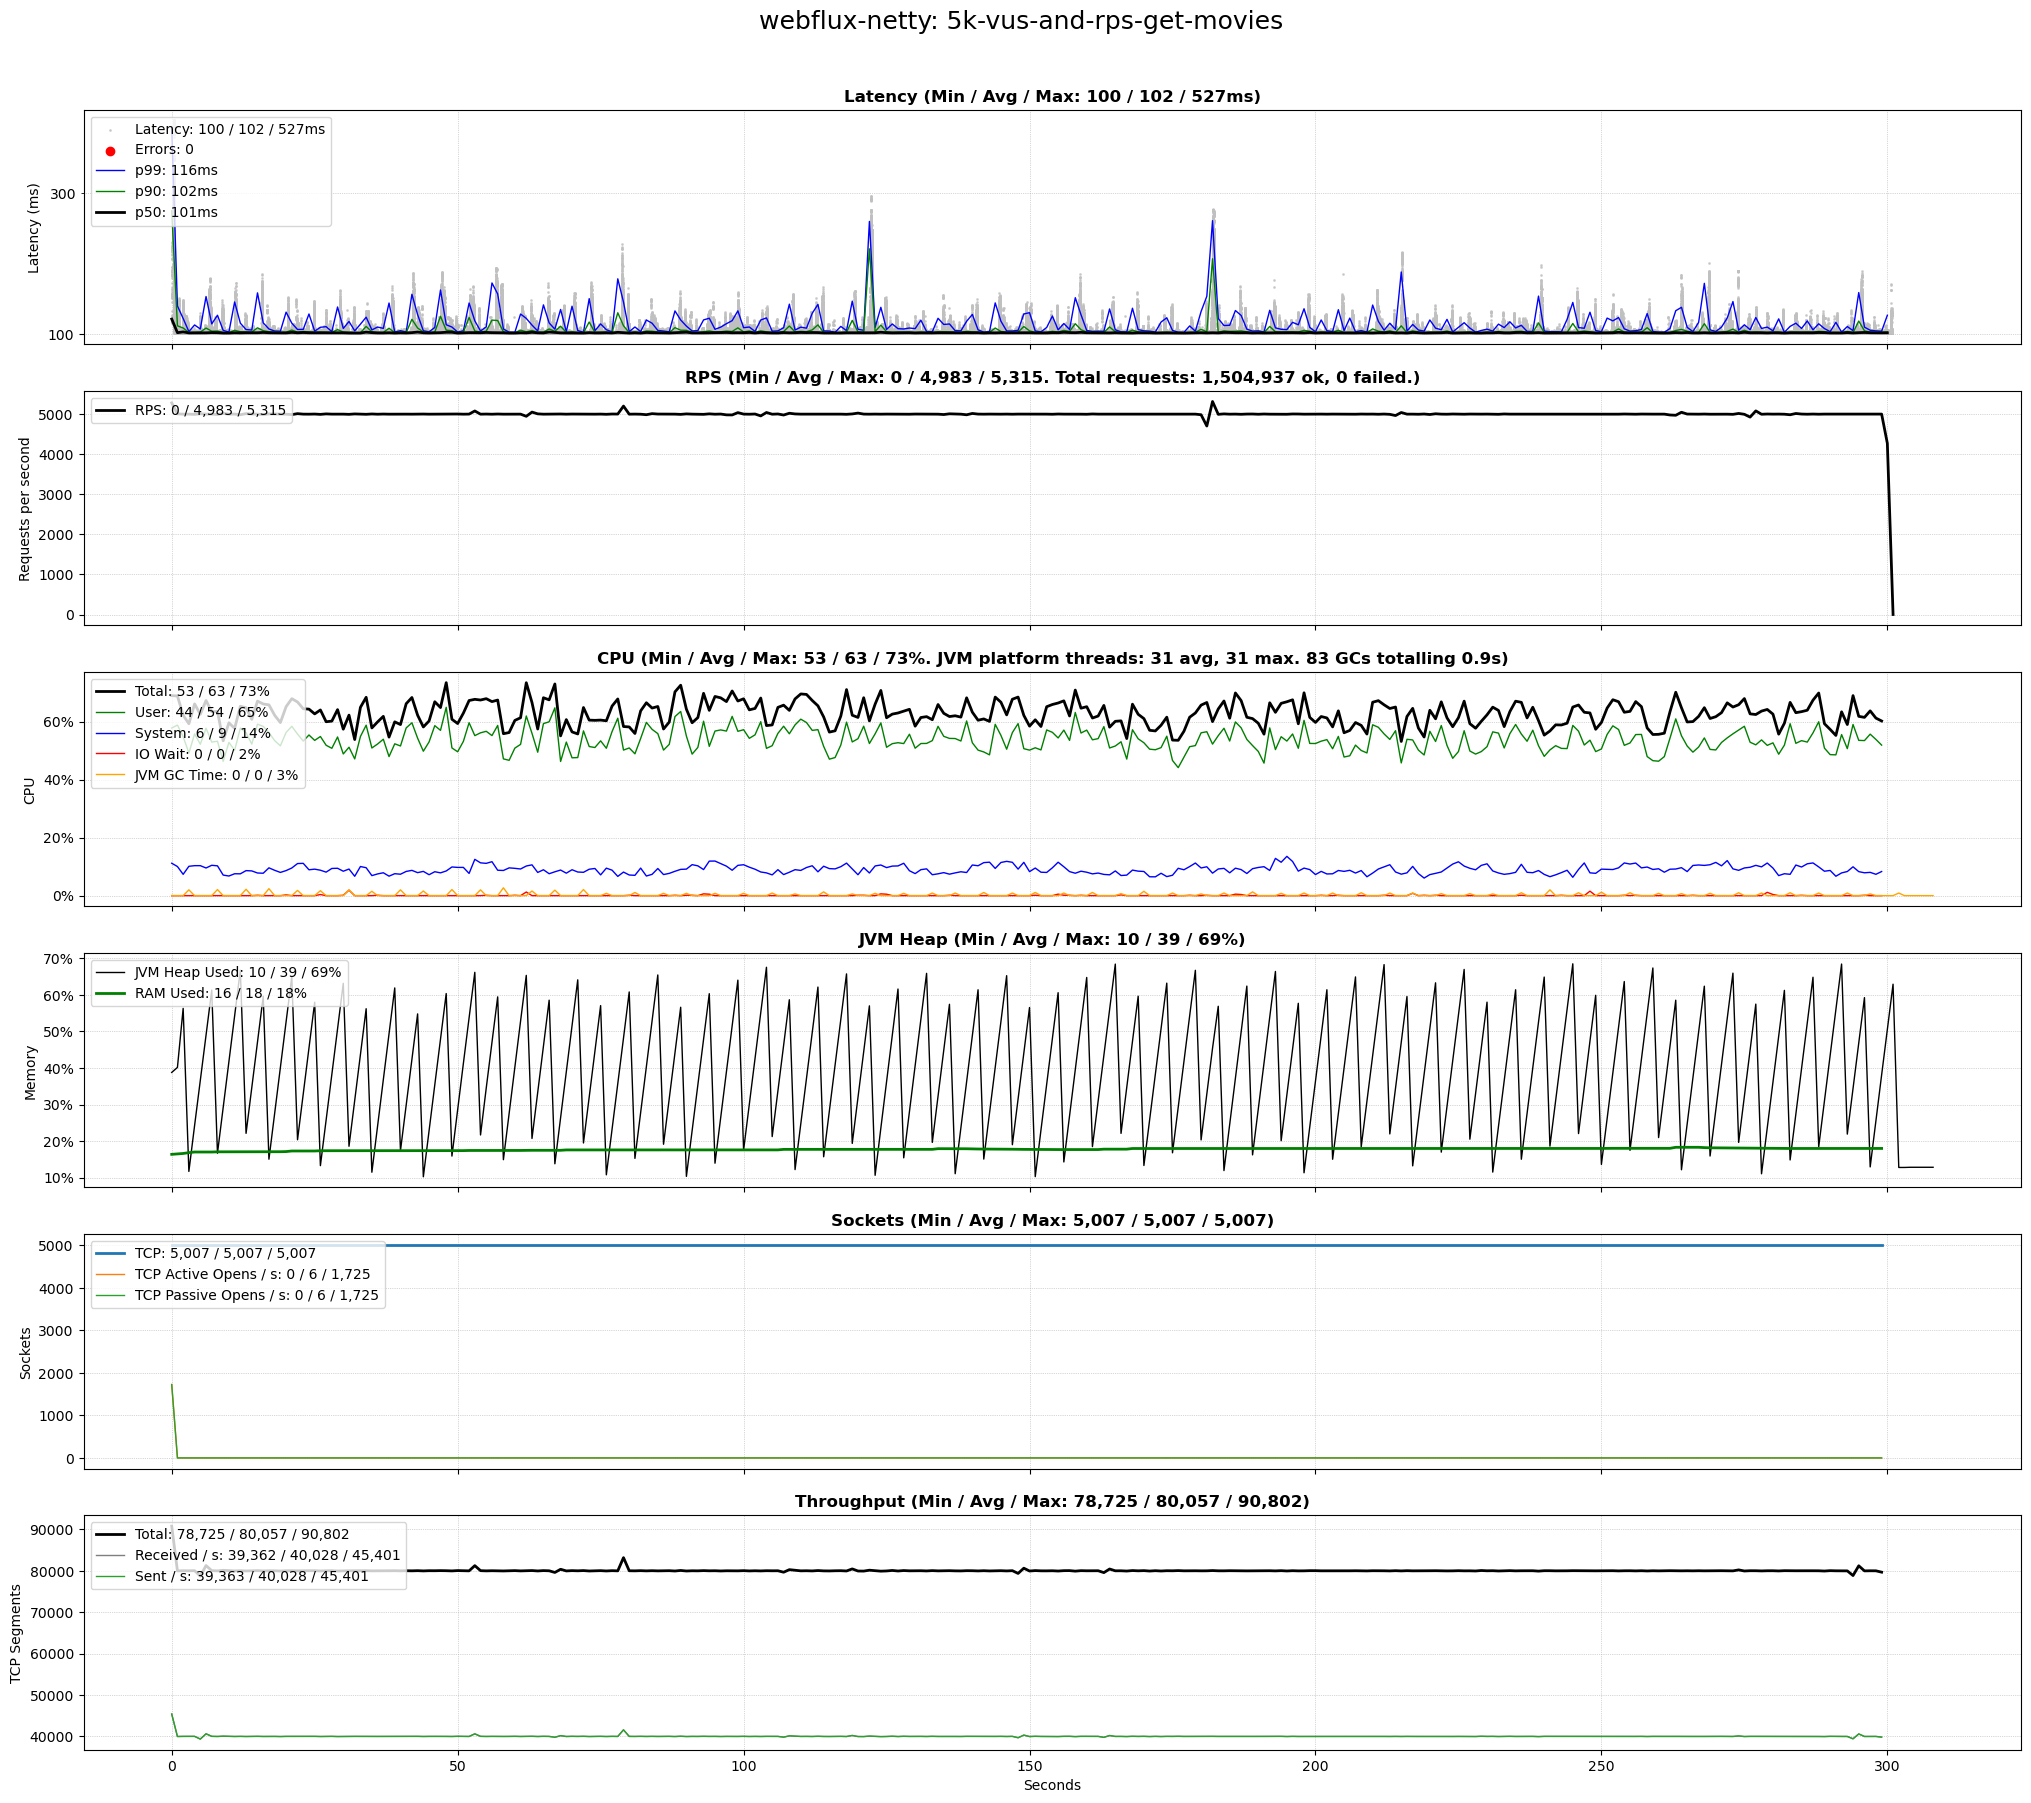 webflux-netty: 5k-vus-and-rps-get-movies
Latency (Min / Avg / Max: 100 / 102 / 527ms)
Latency: 100 / 102 / 527ms
Errors: 0
p99: 116ms
p90: 102ms
p50: 101ms
Latency (ms)
300
100
RPS (Min / Avg / Max: 0 / 4,983 / 5,315. Total requests: 1,504,937 ok, 0 failed.)
RPS: 0 / 4,983 / 5,315
Requests per second
5000
4000
3000
2000
1000
0
CPU (Min / Avg / Max: 53 / 63 / 73%. JVM platform threads: 31 avg, 31 max. 83 GCs totalling 0.9s)
Total: 53 / 63 / 73%
User: 44 / 54 / 65%
System: 6 / 9 / 14%
IO Wait: 0 / 0 / 2%
JVM GC Time: 0 / 0 / 3%
CPU
60%
40%
20%
0%
JVM Heap (Min / Avg / Max: 10 / 39 / 69%)
JVM Heap Used: 10 / 39 / 69%
RAM Used: 16 / 18 / 18%
Memory
70%
60%
50%
40%
30%
20%
10%
Sockets (Min / Avg / Max: 5,007 / 5,007 / 5,007)
TCP: 5,007 / 5,007 / 5,007
TCP Active Opens / s: 0 / 6 / 1,725
TCP Passive Opens / s: 0 / 6 / 1,725
Sockets
5000
4000
3000
2000
1000
0
Throughput (Min / Avg / Max: 78,725 / 80,057 / 90,802)
Total: 78,725 / 80,057 / 90,802
Received / s: 39,362 / 40,028 / 45,401
Sent / s: 39,363 / 40,028 / 45,401
TCP Segments
90000
80000
70000
60000
50000
40000
0 50 100 150 200 250 300
Seconds